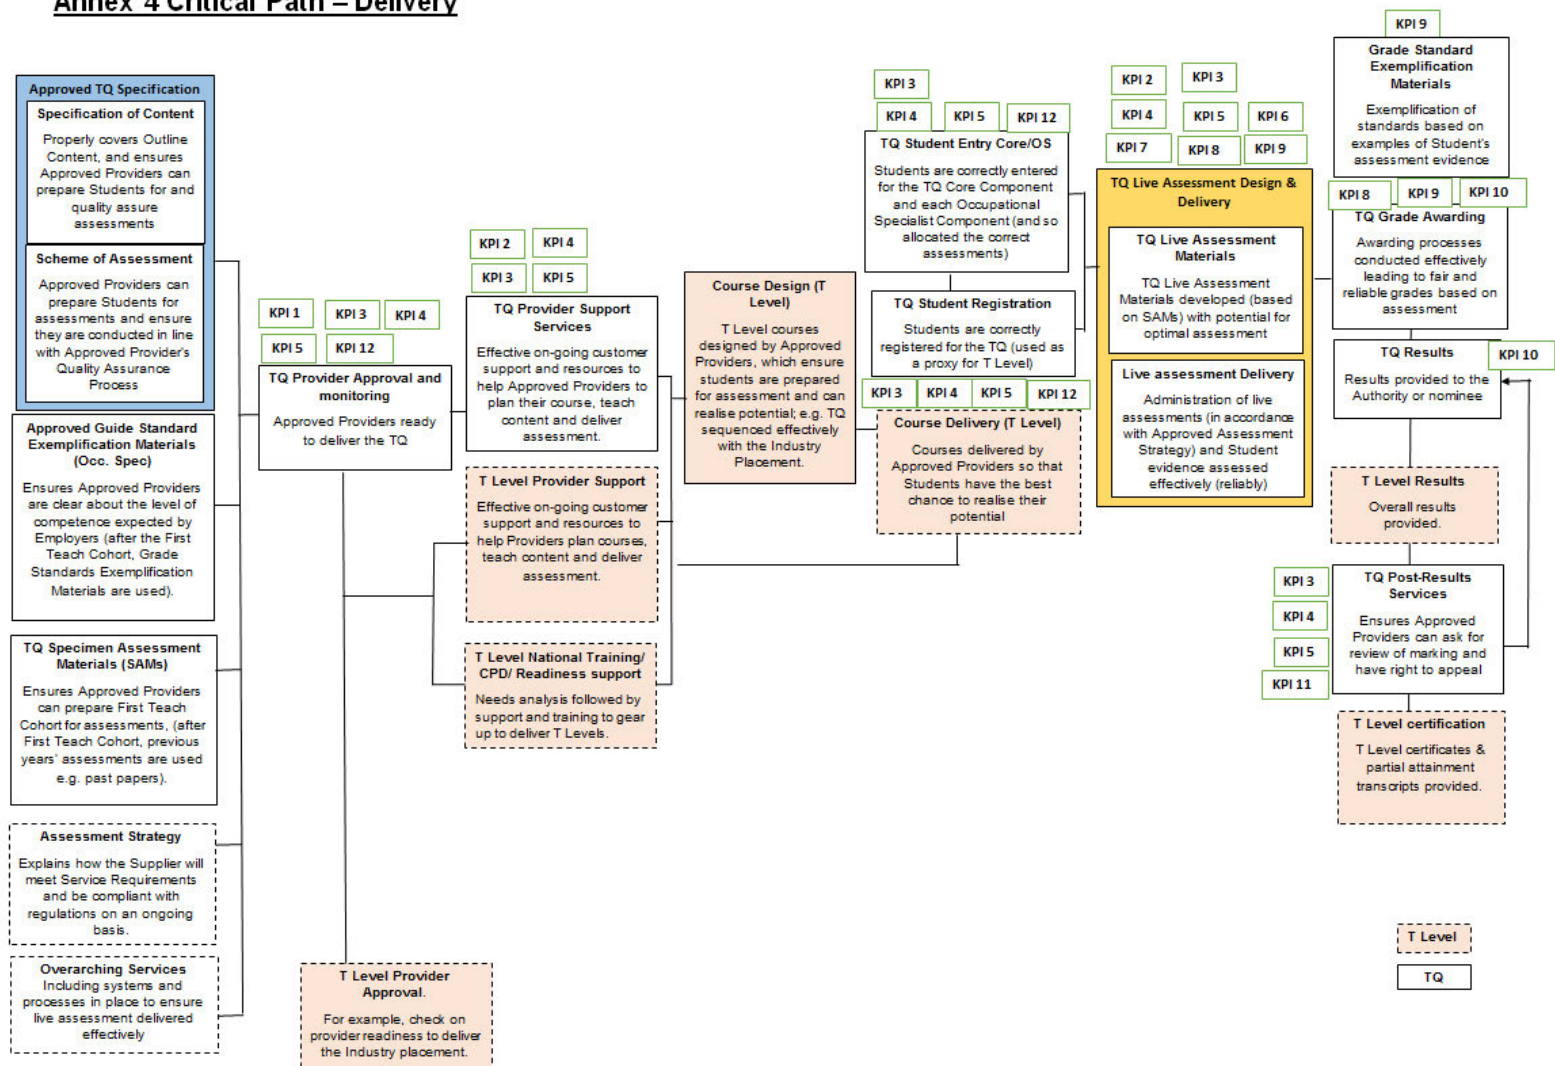 Annex 4 Critical Path – Delivery
Approved TQ Specification
Specification of Content
Properly covers Outline
Content, and ensures
Approved Providers can
prepare Students for and
quality assure
assessments
Scheme of Assessment
Approved Providers can
prepare Students for
assessments and ensure
they are conducted in line
with Approved Provider's
Quality Assurance
Process
Approved Guide Standard
Exemplification Materials
(Occ. Spec)
Ensures Approved Providers
are clear about the level of
competence expected by
Employers (after the First
Teach Cohort, Grade
Standards Exemplification
Materials are used).
TQ Specimen Assessment
Materials (SAMs)
Ensures Approved Providers
can prepare First Teach
Cohort for assessments, (after
First Teach Cohort, previous
years' assessments are used
e.g. past papers).
Assessment Strategy
Explains how the Supplier will
meet Service Requirements
and be compliant with
regulations on an ongoing
basis.
Overarching Services
Including systems and
processes in place to ensure
live assessment delivered
effectively
KPI 1
KPI 3
KPI 4
KPI 5
KPI 12
TQ Provider Approval and
monitoring
Approved Providers ready
to deliver the TQ
T Level Provider
Approval.
For example, check on
provider readiness to deliver
the Industry placement.
KPI 2
KPI 4
KPI 3
KPI 5
TQ Provider Support
Services
Effective on-going customer
support and resources to
help Approved Providers to
plan their course, teach
content and deliver
assessment.
T Level Provider Support
Effective on-going customer
support and resources to
help Providers plan courses,
teach content and deliver
assessment.
T Level National Training/
CPD/ Readiness support
Needs analysis followed by
support and training to gear
up to deliver T Levels.
Course Design (T
Level)
T Level courses
designed by Approved
Providers, which ensure
students are prepared
for assessment and can
realise potential; e.g. TQ
sequenced effectively
with the Industry
Placement.
KPI 3
KPI 4
KPI 5
KPI 12
TQ Student Entry Core/OS
Students are correctly entered
for the TQ Core Component
and each Occupational
Specialist Component (and so
allocated the correct
assessments)
TQ Student Registration
Students are correctly
registered for the TQ (used as
a proxy for T Level)
KPI 3
KPI 4
KPI 5
KPI 12
Course Delivery (T Level)
Courses delivered by
Approved Providers so that
Students have the best
chance to realise their
potential
KPI 2
KPI 3
KPI 4
KPI 5
KPI 6
KPI 7
KPI 8
KPI 9
TQ Live Assessment Design &
Delivery
TQ Live Assessment
Materials
TQ Live Assessment
Materials developed (based
on SAMs) with potential for
optimal assessment
Live assessment Delivery
Administration of live
assessments (in accordance
with Approved Assessment
Strategy) and Student
evidence assessed
effectively (reliably)
KPI 9
Grade Standard
Exemplification
Materials
Exemplification of
standards based on
examples of Student's
assessment evidence
KPI 8
KPI 9
KPI 10
TQ Grade Awarding
Awarding processes
conducted effectively
leading to fair and
reliable grades based on
assessment
TQ Results
KPI 10
Results provided to the
Authority or nominee
T Level Results
Overall results
provided.
KPI 3
KPI 4
KPI 5
KPI 11
TQ Post-Results
Services
Ensures Approved
Providers can ask for
review of marking and
have right to appeal
T Level certification
T Level certificates &
partial attainment
transcripts provided.
T Level
TQ